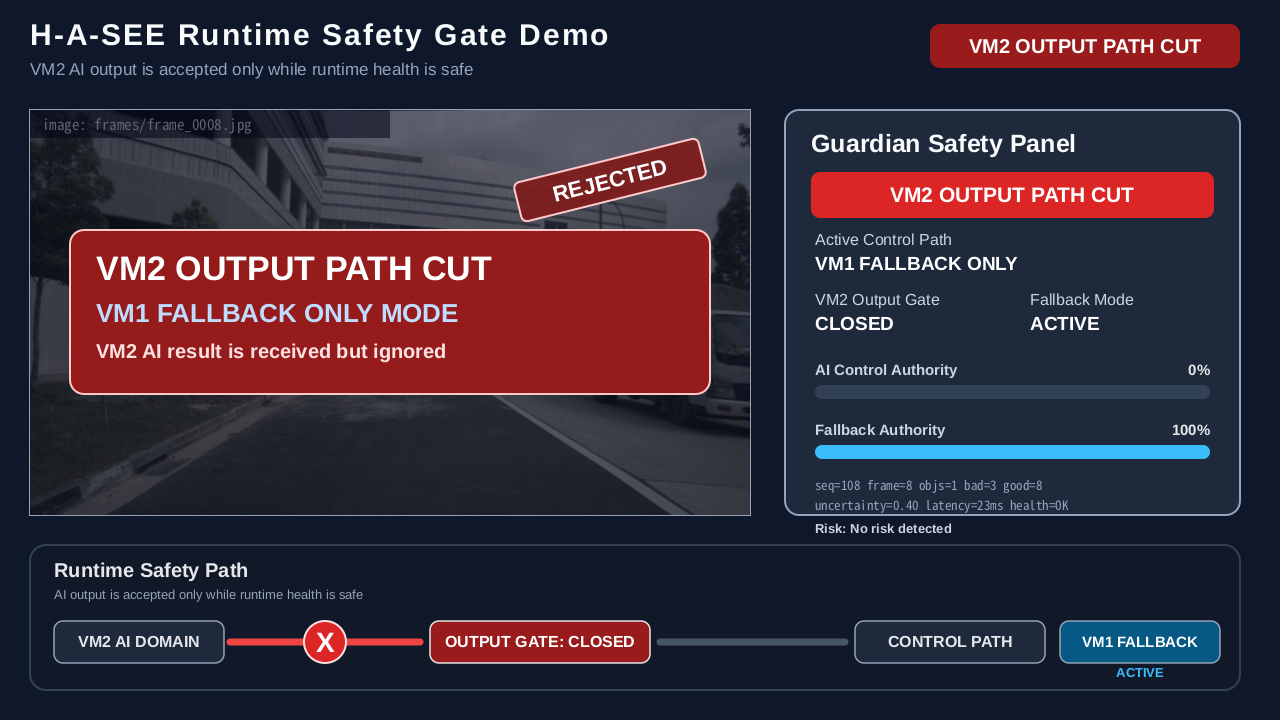 H-A-SEE Runtime Safety Gate Demo
VM2 AI output is accepted only while runtime health is safe
VM2 OUTPUT PATH CUT
image: frames/frame_0008.jpg
REJECTED
VM2 OUTPUT PATH CUT
VM1 FALLBACK ONLY MODE
VM2 AI result is received but ignored
Guardian Safety Panel
VM2 OUTPUT PATH CUT
Active Control Path
VM1 FALLBACK ONLY
VM2 Output Gate
CLOSED
Fallback Mode
ACTIVE
AI Control Authority 0%
Fallback Authority 100%
seq=108 frame=8 objs=1 bad=3 good=8
uncertainty=0.40 latency=23ms health=OK
Risk: No risk detected
Runtime Safety Path
AI output is accepted only while runtime health is safe
VM2 AI DOMAIN
X
OUTPUT GATE: CLOSED
CONTROL PATH
VM1 FALLBACK
ACTIVE